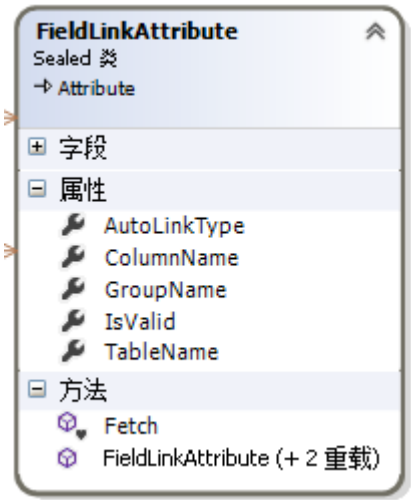 FieldLinkAttribute
Sealed 类
Attribute
字段
属性
AutoLinkType
ColumnName
GroupName
IsValid
TableName
方法
Fetch
FieldLinkAttribute (+ 2 重载)